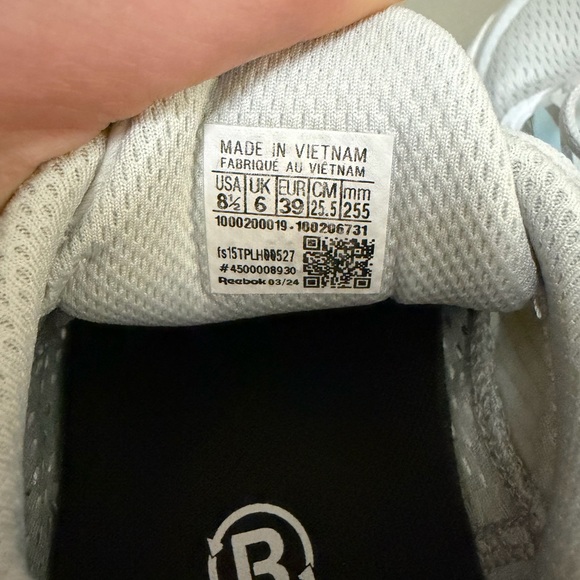 MADE IN VIETNAM
FABRIQUÉ AU VIÊTNAM
USA UK EUR CM mm
8½ 6 39 25.5 255
1000200019-100206731
fs15TPLH00527
#4500008930
Reebok 03/24
R